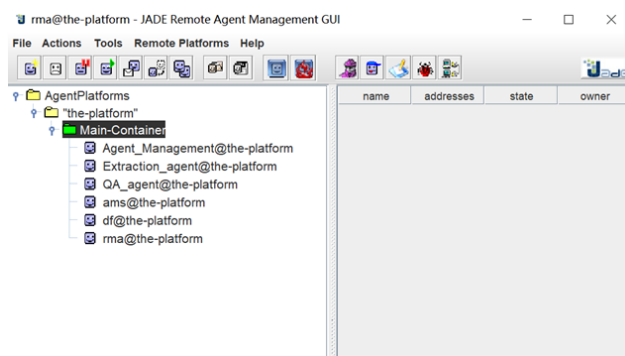 rma@the-platform - JADE Remote Agent Management GUI
File Actions Tools Remote Platforms Help
AgentPlatforms
"the-platform"
Main-Container
Agent_Management@the-platform
Extraction_agent@the-platform
QA_agent@the-platform
ams@the-platform
df@the-platform
rma@the-platform
name addresses state owner